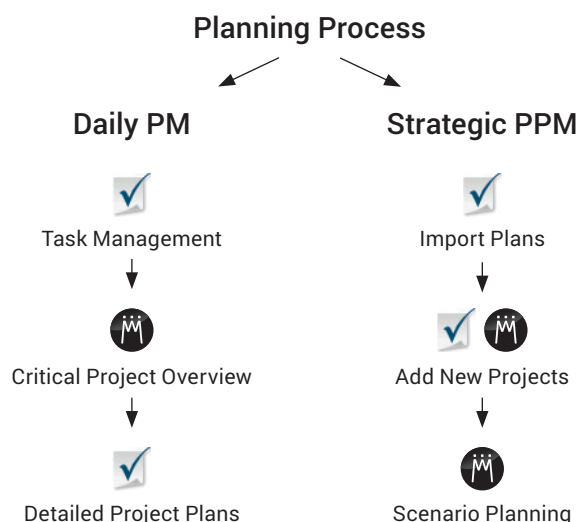 Planning Process
Daily PM
Strategic PPM
Task Management
Import Plans
Critical Project Overview
Add New Projects
Detailed Project Plans
Scenario Planning